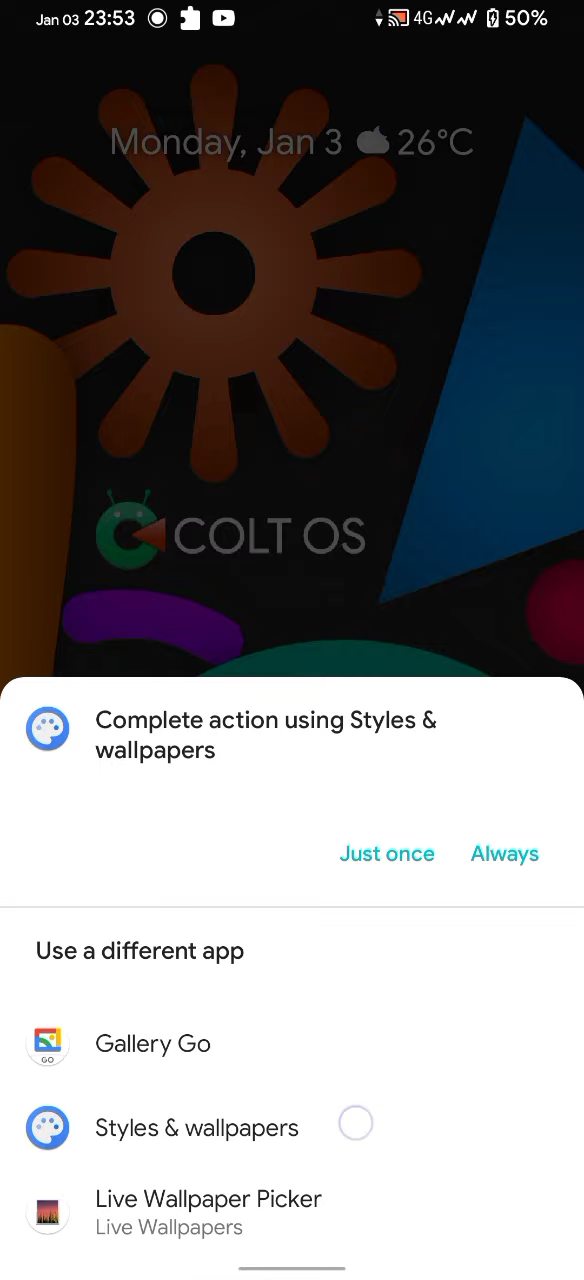 Jan 03 23:53 4G 50%
Monday, Jan 3 26°C
COLT OS
Complete action using Styles &
wallpapers
Just once Always
Use a different app
GO
Gallery Go
Styles & wallpapers
Live Wallpaper Picker
Live Wallpapers